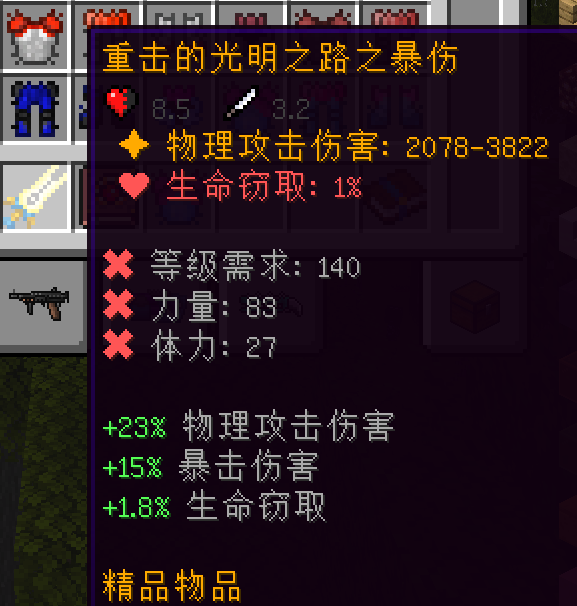 重击的光明之路之暴伤
8.5 3.2
物理攻击伤害: 2078-3822
生命窃取: 1%
等级需求: 140
力量: 83
体力: 27
+23% 物理攻击伤害
+15% 暴击伤害
+1.8% 生命窃取
精品物品